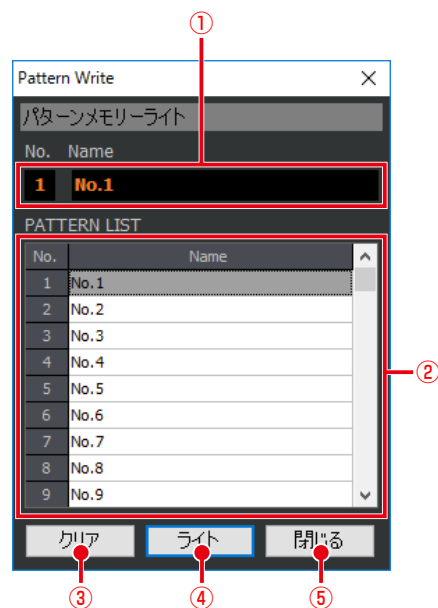 ①
Pattern Write
パターンメモリーライト
No. Name
1 No.1
PATTERN LIST
No. Name
1 No.1
2 No.2
3 No.3
4 No.4
5 No.5
6 No.6
7 No.7
8 No.8
9 No.9
②
クリア ライト 閉じる
③ ④ ⑤